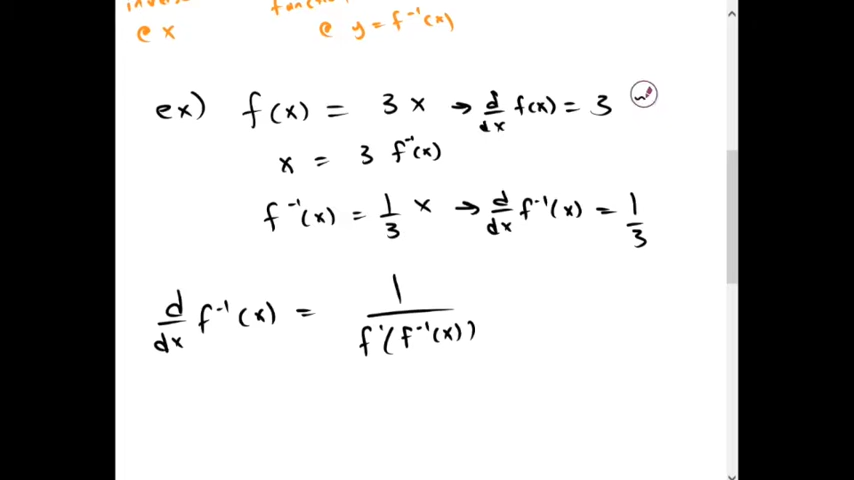 e x e y = f⁻¹(x)
ex) f(x) = 3x → d/dx f(x) = 3
x = 3 f⁻¹(x)
f⁻¹(x) = 1/3 x → d/dx f⁻¹(x) = 1/3
d/dx f⁻¹(x) = 1/f'(f⁻¹(x))